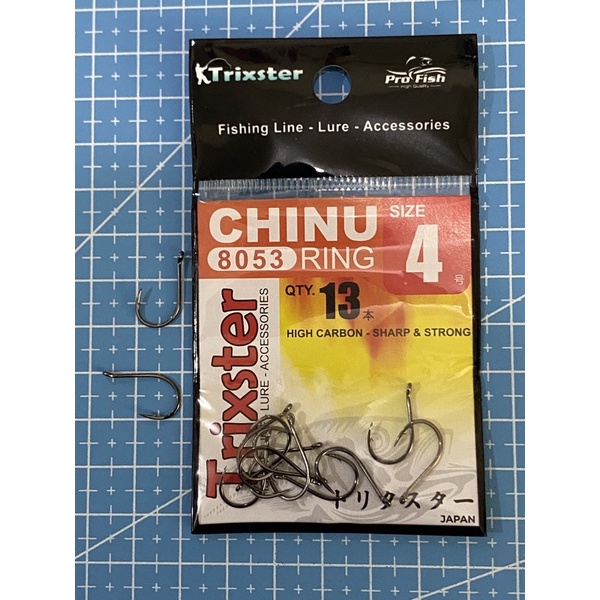 Trixster
Pro Fish
High Quality
Fishing Line - Lure - Accessories
CHINU
8053 RING
SIZE
4
号
QTY. 13 本
HIGH CARBON - SHARP & STRONG
Trixster
LURE - ACCESSORIES
トリタスター
JAPAN